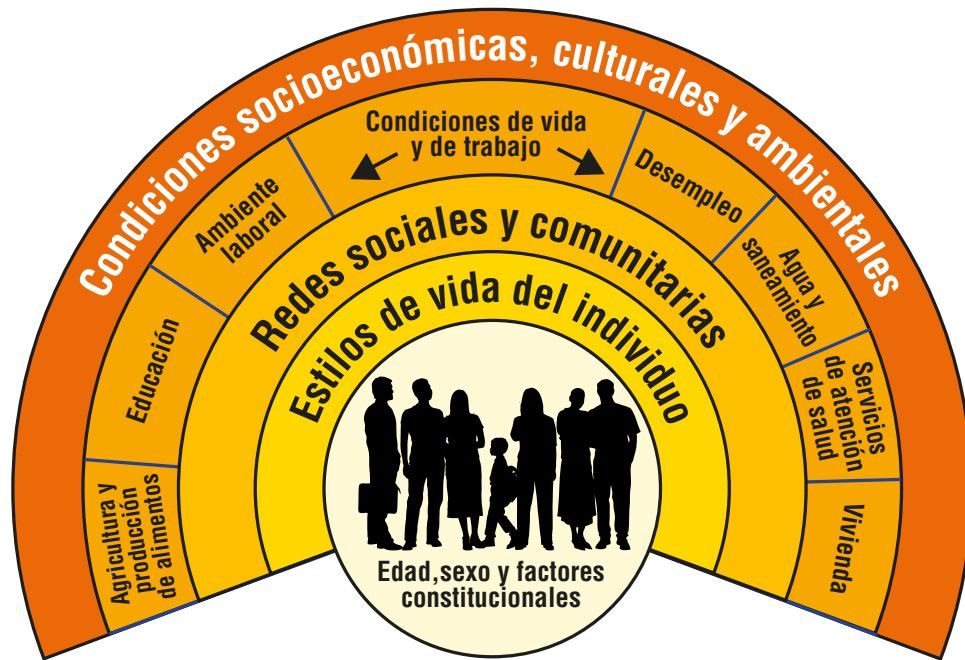 Condiciones socioeconómicas, culturales y ambientales
Condiciones de vida
y de trabajo
Agricultura y
producción
de alimentos
Educación
Ambiente
laboral
Desempleo
Agua y
saneamiento
Servicios
de atención
de salud
Vivienda
Redes sociales y comunitarias
Estilos de vida del individuo
Edad,sexo y factores
constitucionales